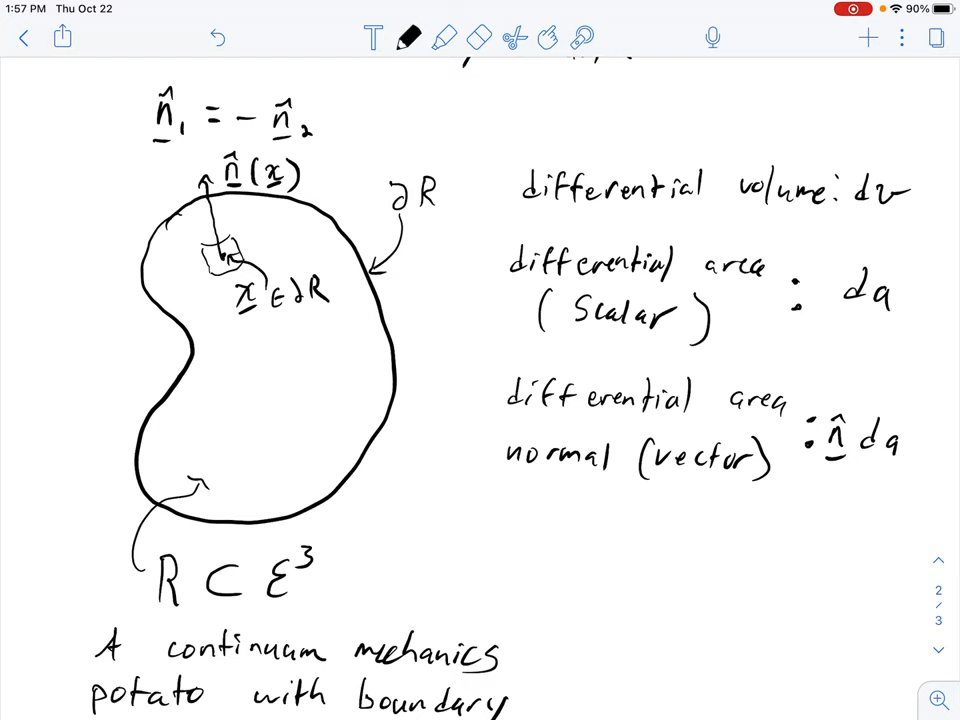 1:57 PM Thu Oct 22
90%
n̂₁ = - n̂₂
n̂(x)
∂R
x ∈ ∂R
differential volume: dv
differential area
(Scalar) : da
differential area
normal (vector) : n̂ da
R ⊂ ℰ³
A continuum mechanics
potato with boundary
2
/
3